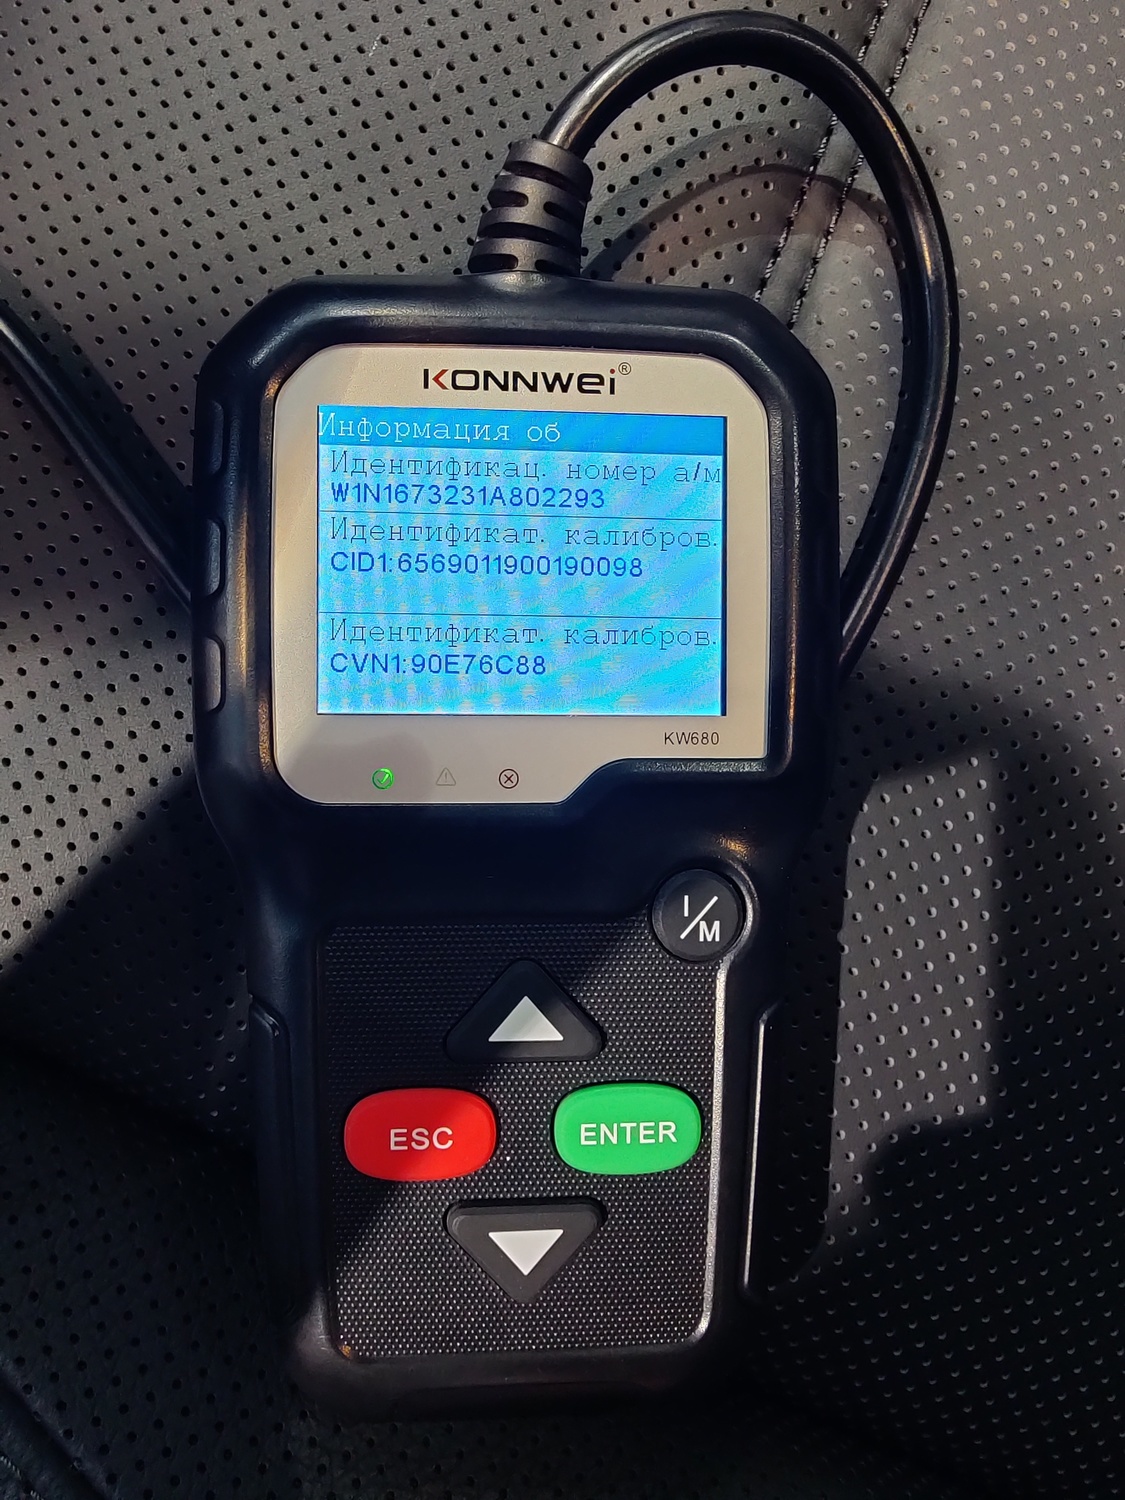 KONNWEI®
Информация об
Идентификац. номер а/м
W1N1673231A802293
Идентификат. калибров.
CID1:6569011900190098
Идентификат. калибров.
CVN1:90E76C88
KW680
I/M
ESC
ENTER